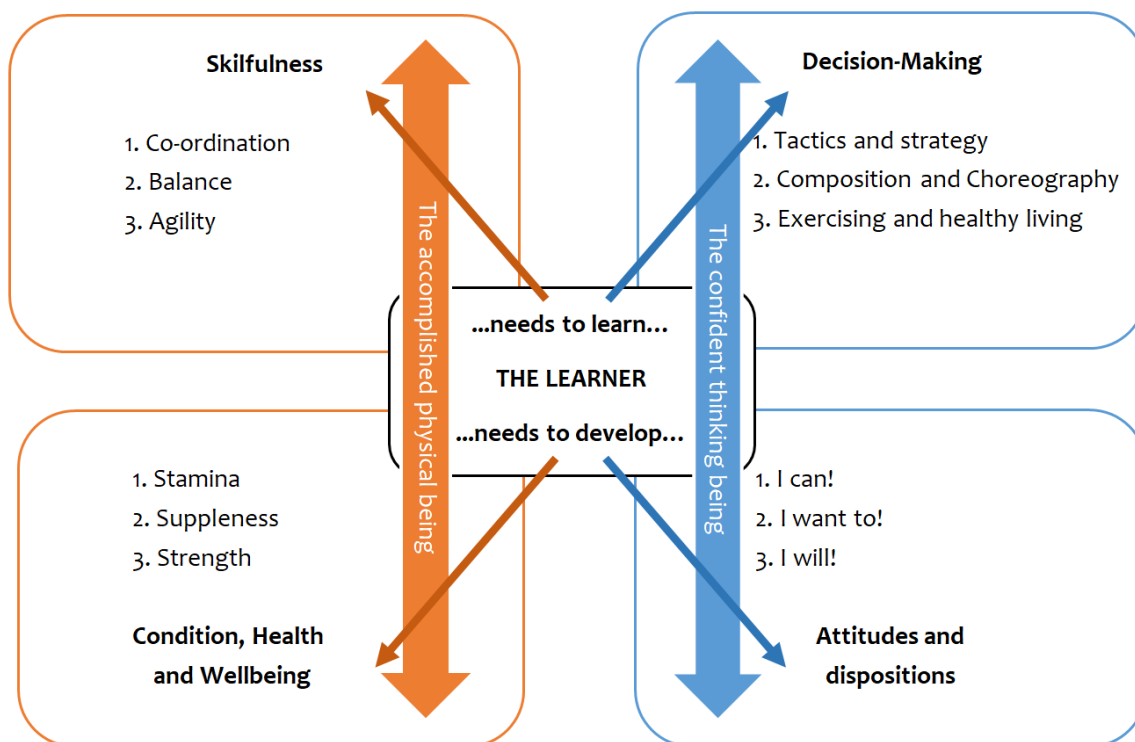 Skilfulness
1. Co-ordination
2. Balance
3. Agility
The accomplished physical being
Decision-Making
1. Tactics and strategy
2. Composition and Choreography
3. Exercising and healthy living
The confident thinking being
...needs to learn...
THE LEARNER
...needs to develop...
1. Stamina
2. Suppleness
3. Strength
Condition, Health
and Wellbeing
1. I can!
2. I want to!
3. I will!
Attitudes and
dispositions